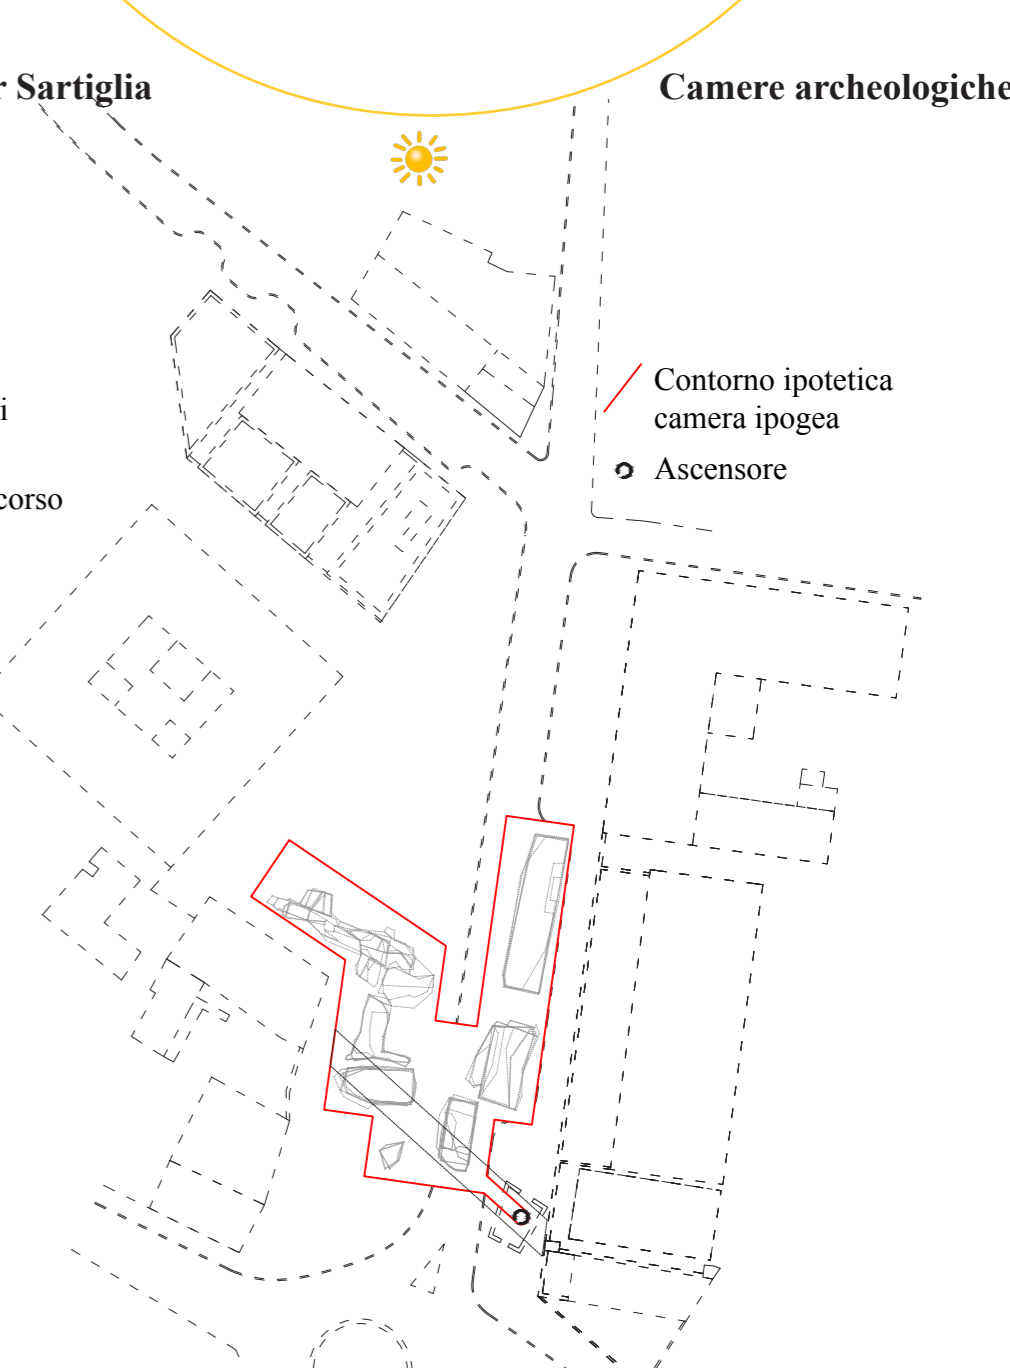 r Sartiglia
Camere archeologiche
i
corso
Contorno ipotetica
camera ipogea
Ascensore